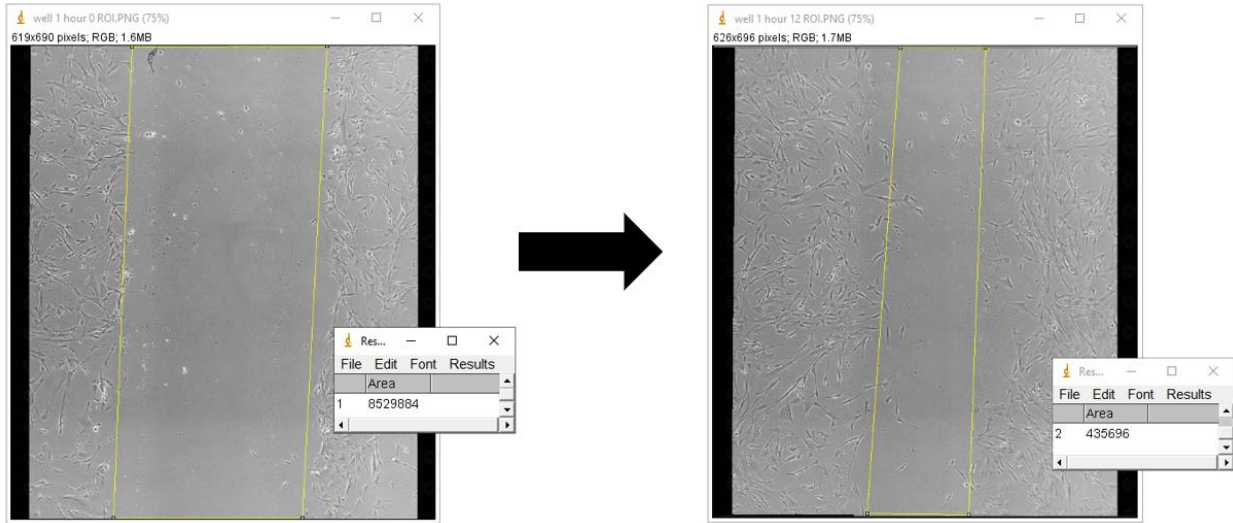 well 1 hour 0 ROI.PNG (75%)
619x690 pixels; RGB; 1.6MB
Res...
File Edit Font Results
Area
1 8529884
well 1 hour 12 ROI.PNG (75%)
626x696 pixels; RGB; 1.7MB
Res...
File Edit Font Results
Area
2 435696